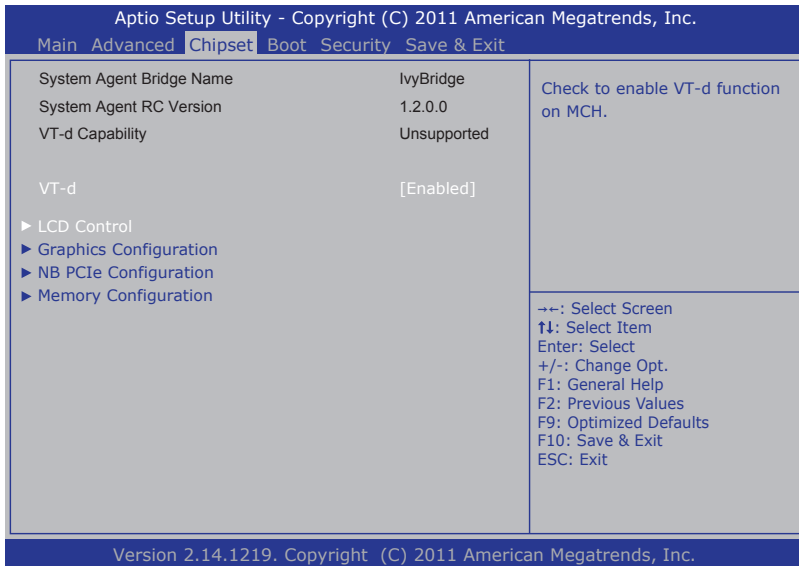 Aptio Setup Utility - Copyright (C) 2011 American Megatrends, Inc.
Main Advanced Chipset Boot Security Save & Exit
System Agent Bridge Name IvyBridge
System Agent RC Version 1.2.0.0
VT-d Capability Unsupported
VT-d [Enabled]
► LCD Control
► Graphics Configuration
► NB PCIe Configuration
► Memory Configuration
Check to enable VT-d function
on MCH.
→←: Select Screen
↑↓: Select Item
Enter: Select
+/-: Change Opt.
F1: General Help
F2: Previous Values
F9: Optimized Defaults
F10: Save & Exit
ESC: Exit
Version 2.14.1219. Copyright (C) 2011 American Megatrends, Inc.